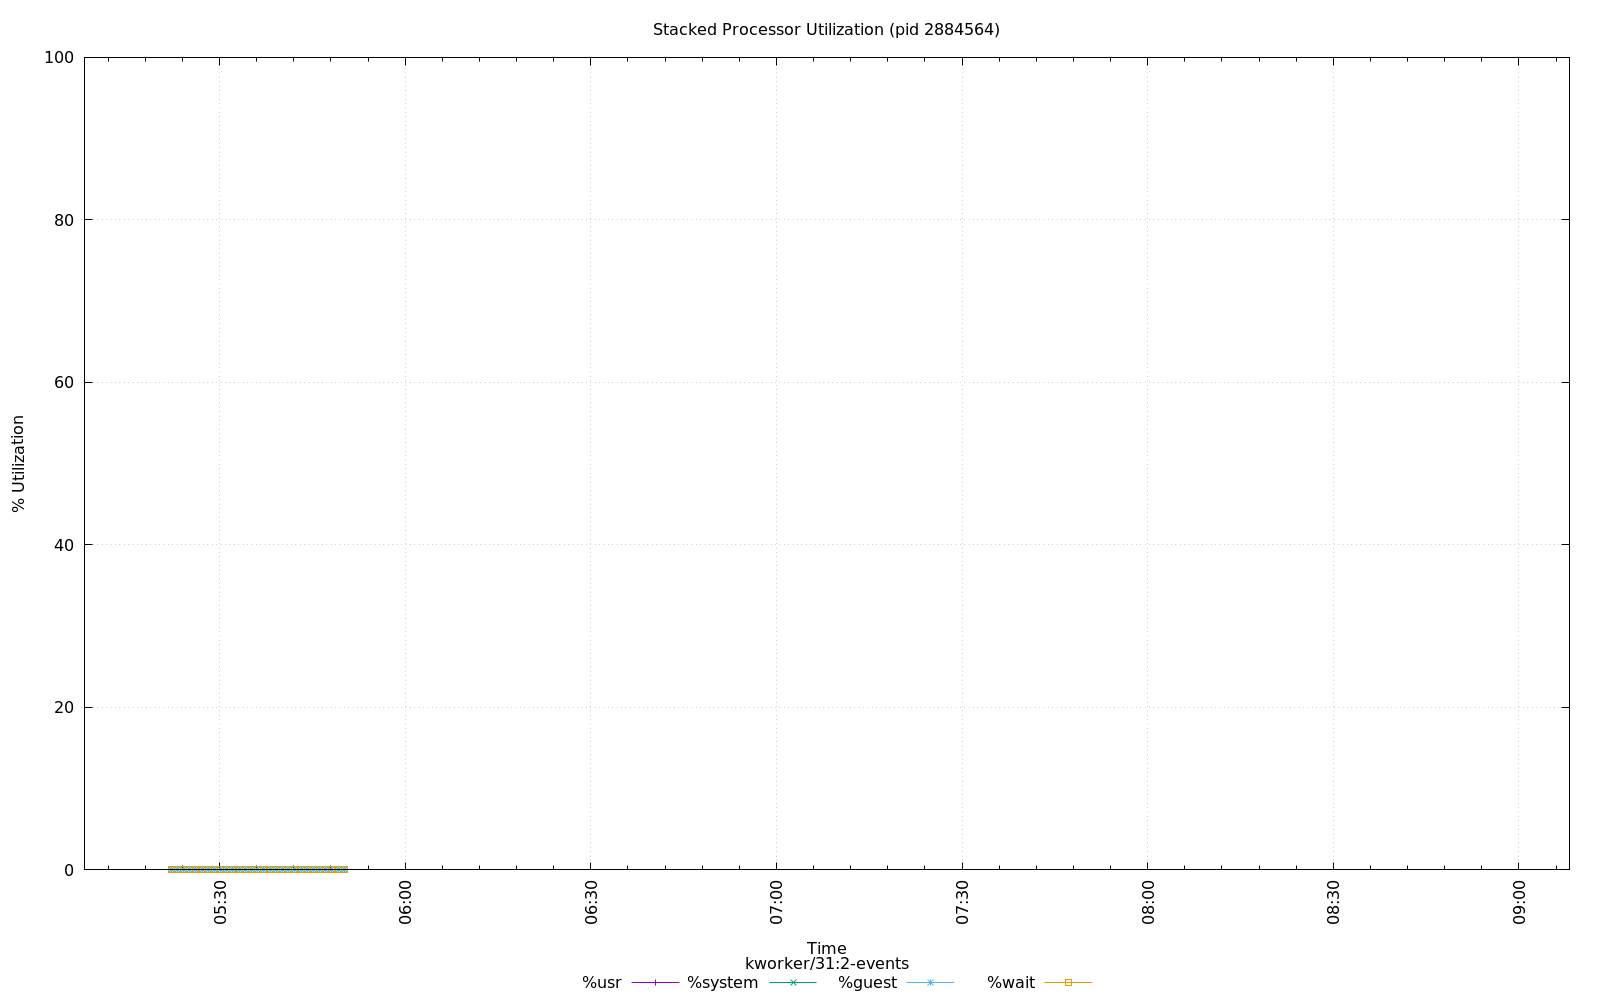 Stacked Processor Utilization (pid 2884564)
100
80
60
40
20
0
% Utilization
05:30
06:00
06:30
07:00
07:30
08:00
08:30
09:00
Time
kworker/31:2-events
%usr %system %guest %wait